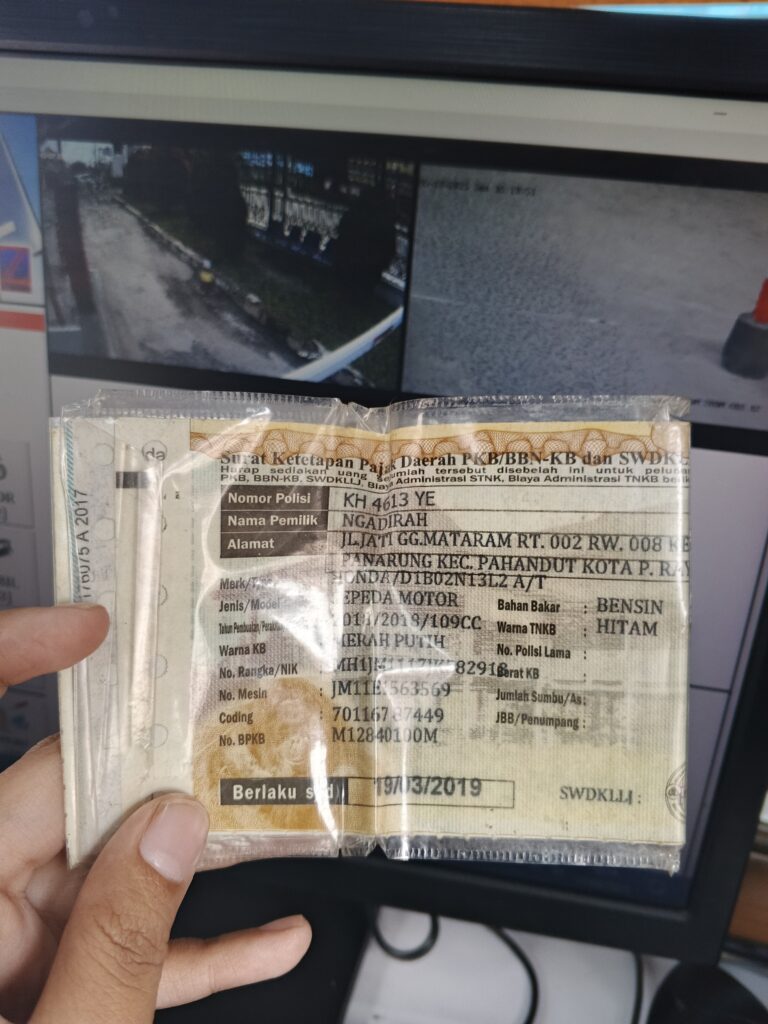 Surat Ketetapan Pajak Daerah PKB/BBN-KB dan SWDKL
Harap sediakan uang sejumlah tersebut disebelah ini untuk
PKB, BBN-KB, SWDKLLJ, Biaya Administrasi STNK, Biaya Administrasi TNKB
Nomor Polisi KH 4613 YE
Nama Pemilik NGADIRAH
Alamat JL.JATI GG.MATARAM RT. 002 RW. 008
PANARUNG KEC. PAHANDUT KOTA P. RAY
HONDA/D1B02N13L2 A/T
Jenis/Model SEPEDA MOTOR Bahan Bakar : BENSIN
/2018/109CC Warna TNKB : HITAM
Warna KB : MERAH PUTIH No. Polisi Lama :
No. Rangka/NIK : Berat KB :
No. Mesin : Jumlah Sumbu/As :
Coding : JBB/Penumpang :
No. BPKB : M12840100M
Berlaku s/d 19/03/2019 SWDKLLJ :
da
/5 A 2017